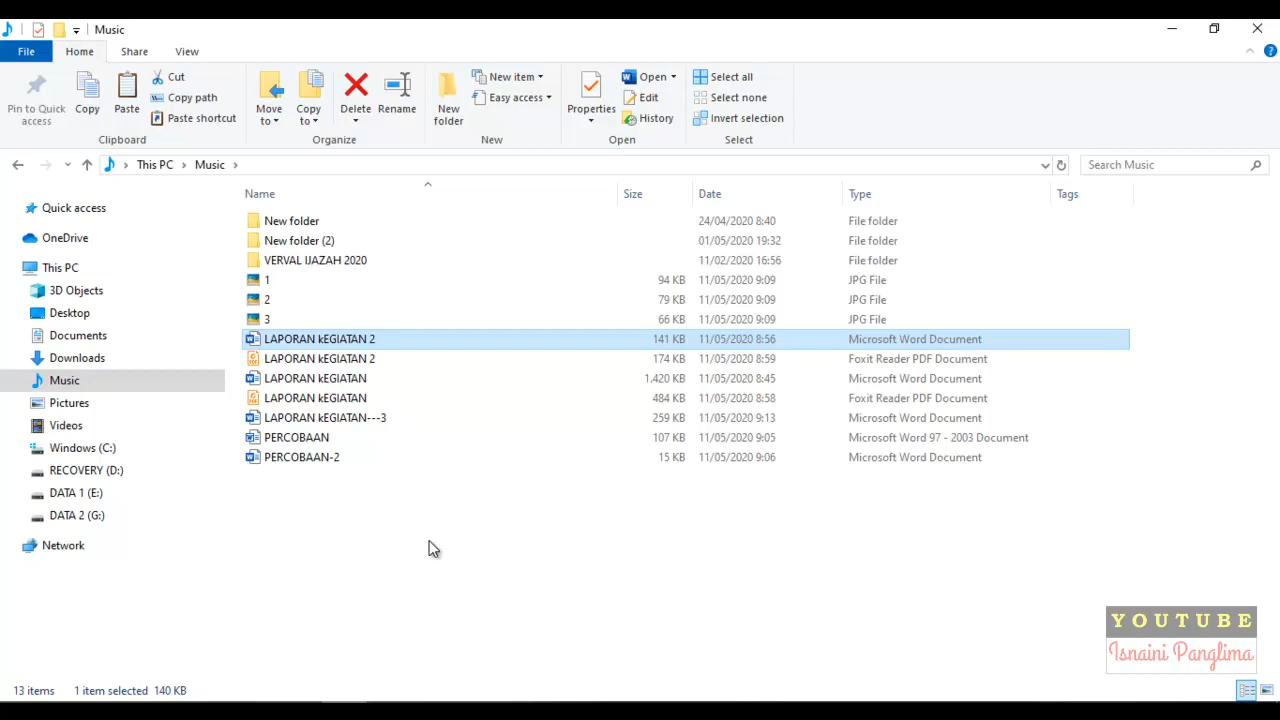 Music
File Home Share View
Pin to Quick access
Copy
Paste
Cut
Copy path
Paste shortcut
Clipboard
Move to
Copy to
Delete
Rename
Organize
New folder
New item
Easy access
New
Properties
Open
Edit
History
Open
Select all
Select none
Invert selection
Select
This PC Music
Search Music
Name Size Date Type Tags
Quick access
OneDrive
This PC
3D Objects
Desktop
Documents
Downloads
Music
Pictures
Videos
Windows (C:)
RECOVERY (D:)
DATA 1 (E:)
DATA 2 (G:)
Network
New folder 24/04/2020 8:40 File folder
New folder (2) 01/05/2020 19:32 File folder
VERVAL IJAZAH 2020 11/02/2020 16:56 File folder
1 94 KB 11/05/2020 9:09 JPG File
2 79 KB 11/05/2020 9:09 JPG File
3 66 KB 11/05/2020 9:09 JPG File
LAPORAN kEGIATAN 2 141 KB 11/05/2020 8:56 Microsoft Word Document
LAPORAN kEGIATAN 2 174 KB 11/05/2020 8:59 Foxit Reader PDF Document
LAPORAN kEGIATAN 1.420 KB 11/05/2020 8:45 Microsoft Word Document
LAPORAN kEGIATAN 484 KB 11/05/2020 8:58 Foxit Reader PDF Document
LAPORAN kEGIATAN---3 259 KB 11/05/2020 9:13 Microsoft Word Document
PERCOBAAN 107 KB 11/05/2020 9:05 Microsoft Word 97 - 2003 Document
PERCOBAAN-2 15 KB 11/05/2020 9:06 Microsoft Word Document
YOUTUBE
Isnaini Panglima
13 items 1 item selected 140 KB